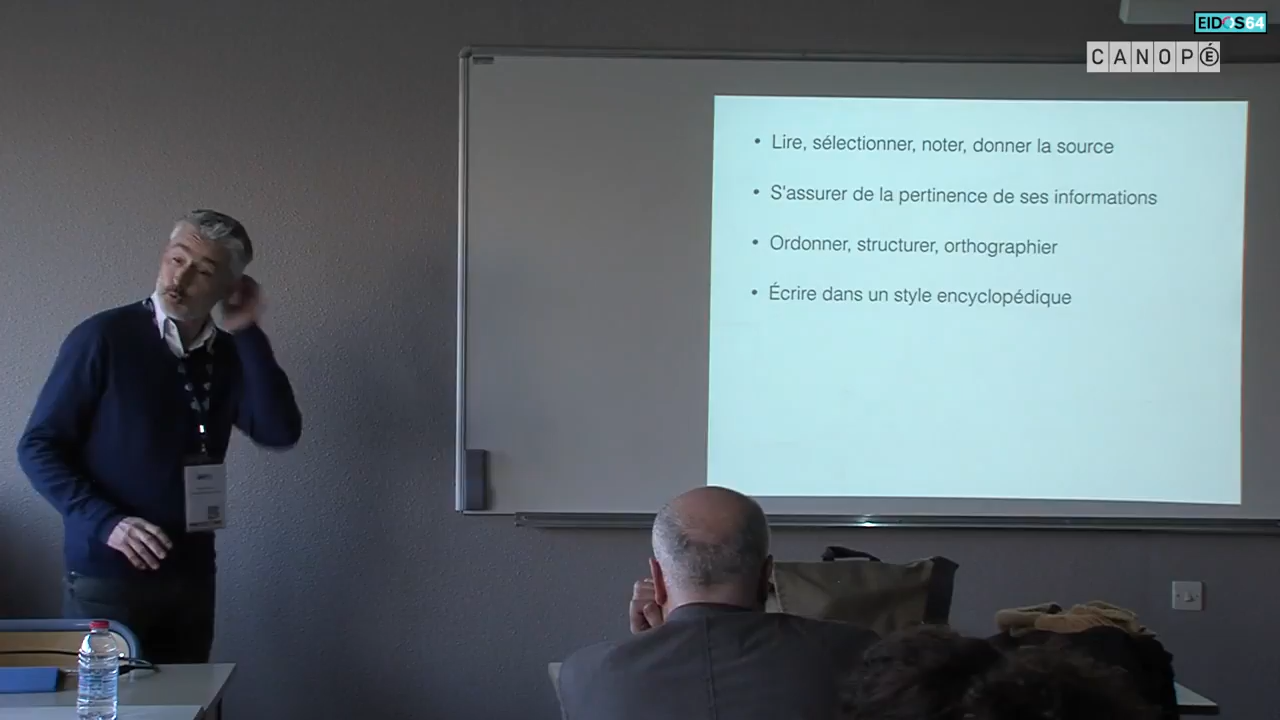 EIDOS64
CANOPÉ
• Lire, sélectionner, noter, donner la source
• S'assurer de la pertinence de ses informations
• Ordonner, structurer, orthographier
• Écrire dans un style encyclopédique